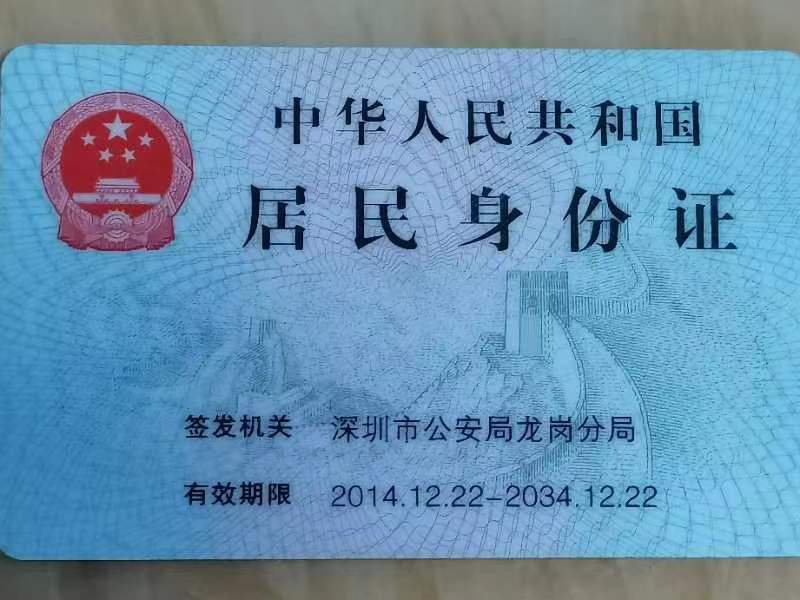 中华人民共和国
居民身份证
签发机关 深圳市公安局龙岗分局
有效期限 2014.12.22-2034.12.22